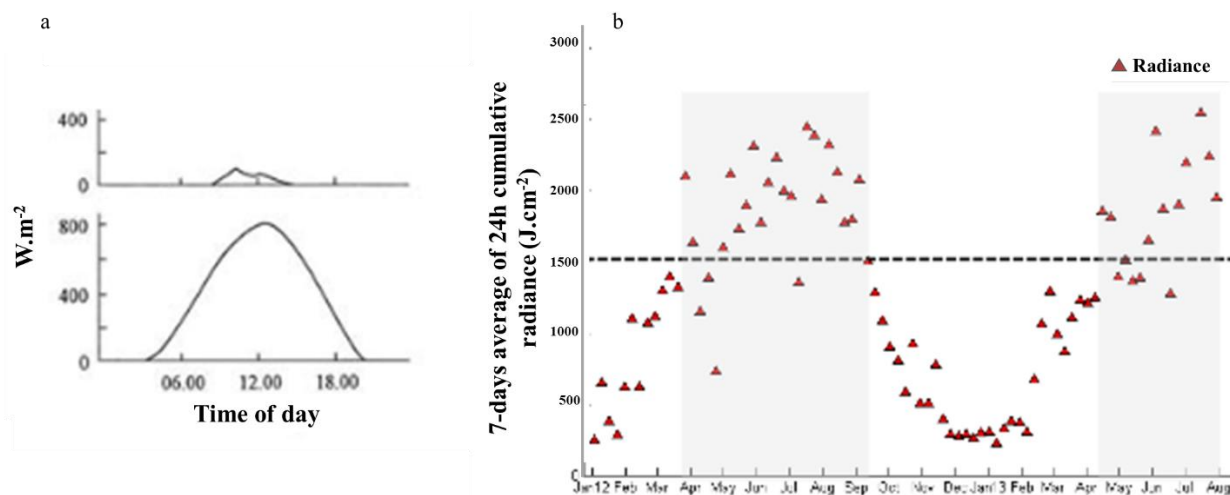 a
b
400
0
800
400
0
W.m-2
06.00 12.00 18.00
Time of day
7-days average of 24h cumulative
radiance (J.cm-2)
3000
2500
2000
1500
1000
500
0
Radiance
Jan12 Feb Mar Apr May Jun Jul Aug Sep Oct Nov Dec Jan13 Feb Mar Apr May Jun Jul Aug